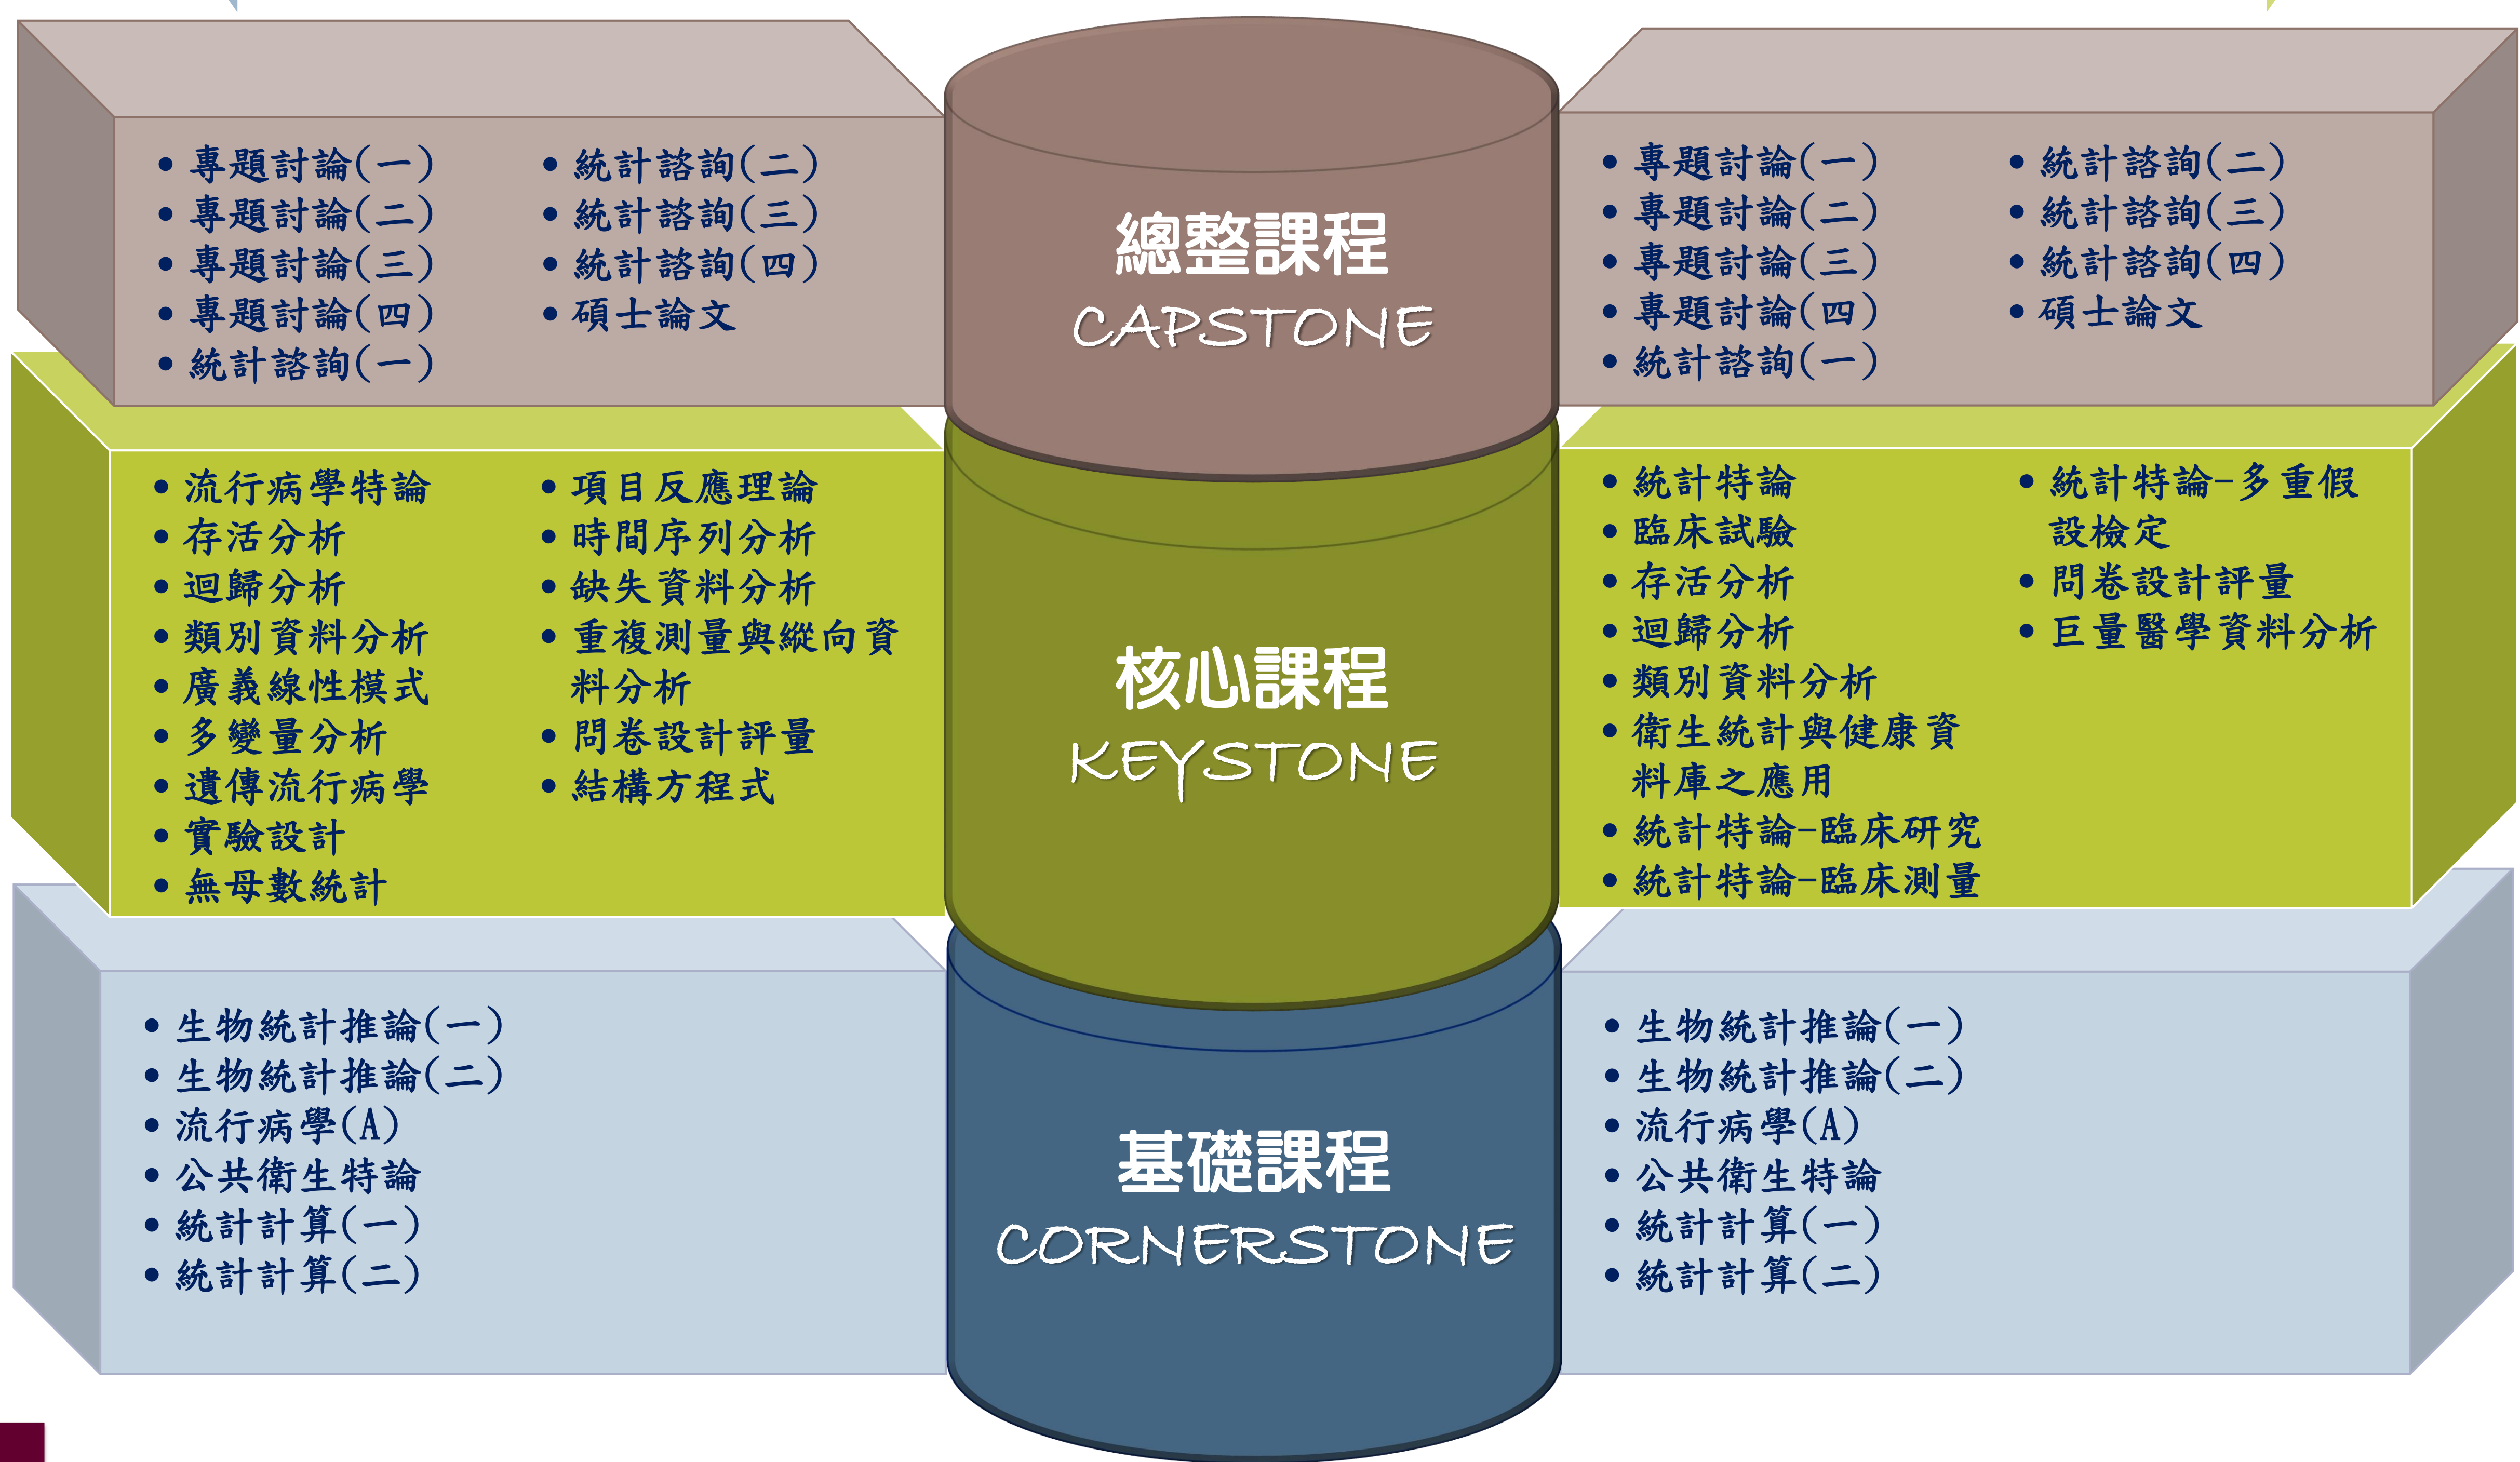 • 專題討論(一)
• 專題討論(二)
• 專題討論(三)
• 專題討論(四)
• 統計諮詢(一)
• 統計諮詢(二)
• 統計諮詢(三)
• 統計諮詢(四)
• 碩士論文
總整課程
CAPSTONE
• 專題討論(一)
• 專題討論(二)
• 專題討論(三)
• 專題討論(四)
• 統計諮詢(一)
• 統計諮詢(二)
• 統計諮詢(三)
• 統計諮詢(四)
• 碩士論文
• 流行病學特論
• 存活分析
• 迴歸分析
• 類別資料分析
• 廣義線性模式
• 多變量分析
• 遺傳流行病學
• 實驗設計
• 無母數統計
• 項目反應理論
• 時間序列分析
• 缺失資料分析
• 重複測量與縱向資
料分析
• 問卷設計評量
• 結構方程式
核心課程
KEYSTONE
• 統計特論
• 臨床試驗
• 存活分析
• 迴歸分析
• 類別資料分析
• 衛生統計與健康資
料庫之應用
• 統計特論-臨床研究
• 統計特論-臨床測量
• 統計特論-多重假
設檢定
• 問卷設計評量
• 巨量醫學資料分析
• 生物統計推論(一)
• 生物統計推論(二)
• 流行病學(A)
• 公共衛生特論
• 統計計算(一)
• 統計計算(二)
基礎課程
CORNERSTONE
• 生物統計推論(一)
• 生物統計推論(二)
• 流行病學(A)
• 公共衛生特論
• 統計計算(一)
• 統計計算(二)